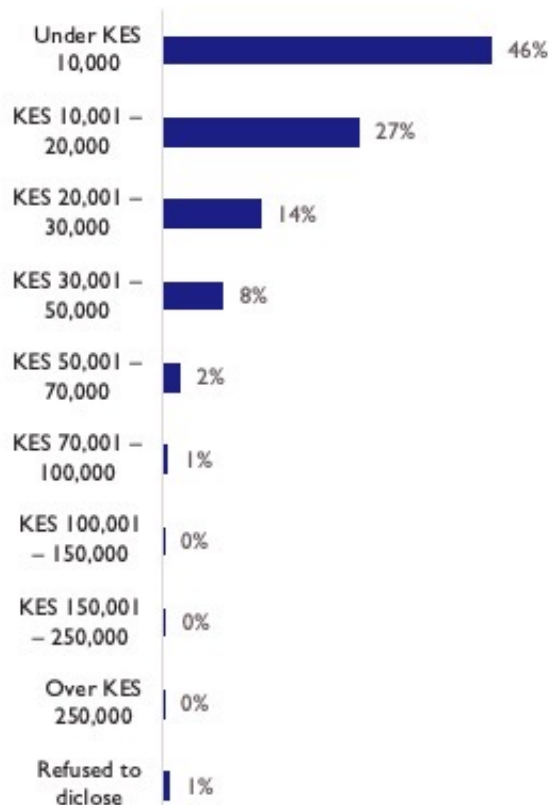 Under KES
10,000
46%
KES 10,001 –
20,000
27%
KES 20,001 –
30,000
14%
KES 30,001 –
50,000
8%
KES 50,001 –
70,000
2%
KES 70,001 –
100,000
1%
KES 100,001
– 150,000
0%
KES 150,001
– 250,000
0%
Over KES
250,000
0%
Refused to
diclose
1%